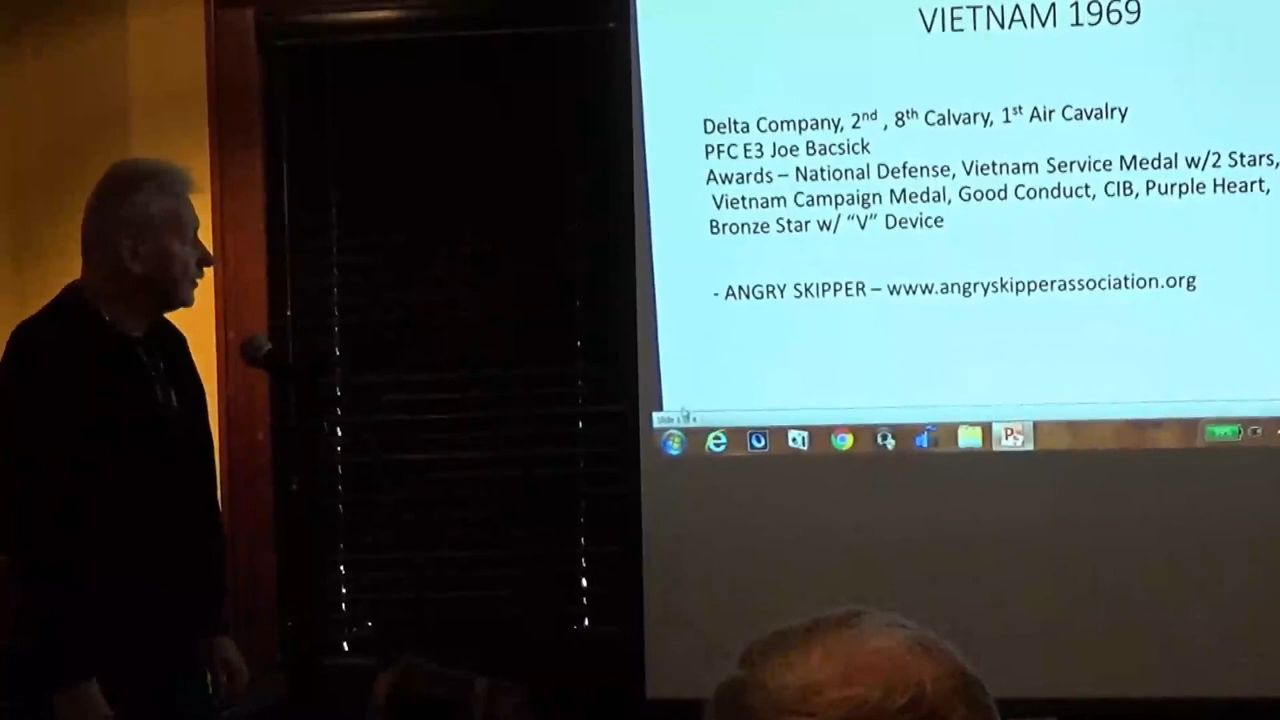 VIETNAM 1969
Delta Company, 2nd , 8th Calvary, 1st Air Cavalry
PFC E3 Joe Bacsick
Awards – National Defense, Vietnam Service Medal w/2 Stars,
Vietnam Campaign Medal, Good Conduct, CIB, Purple Heart,
Bronze Star w/ “V” Device
- ANGRY SKIPPER – www.angryskipperassociation.org